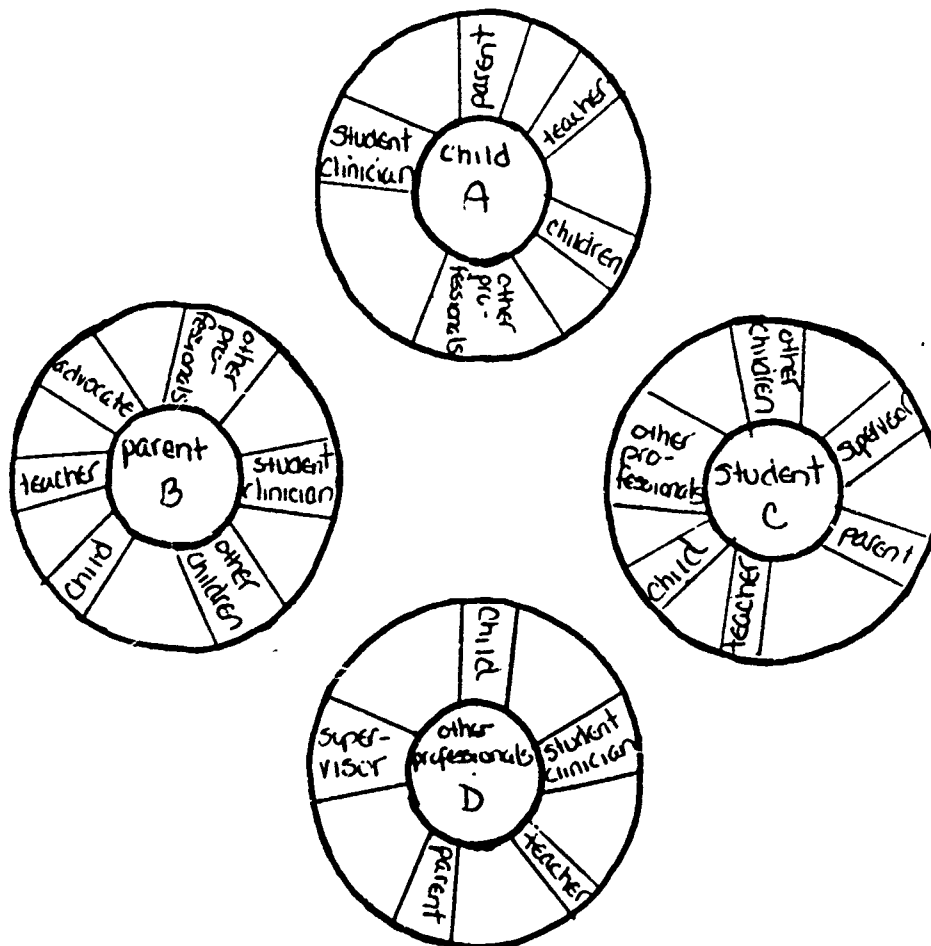 parent
teacher
student
clinician
child
A
children
other
pro-
fessionals
other
pro-
fessionals
advocate
teacher
child
parent
B
student
clinician
other
children
other
children
supervisor
other
pro-
fessionals
student
C
parent
child
teacher
child
super-
visor
other
professionals
D
student
clinician
teacher
parent